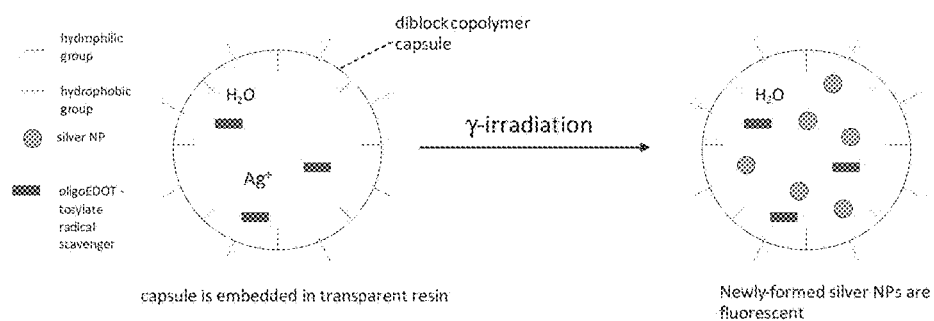 hydrophilic
group
hydrophobic
group
silver NP
oligoEDOT -
tosylate
radical
scavenger
diblock copolymer
capsule
H₂O
Ag⁺
γ-irradiation
H₂O
capsule is embedded in transparent resin
Newly-formed silver NPs are
fluorescent